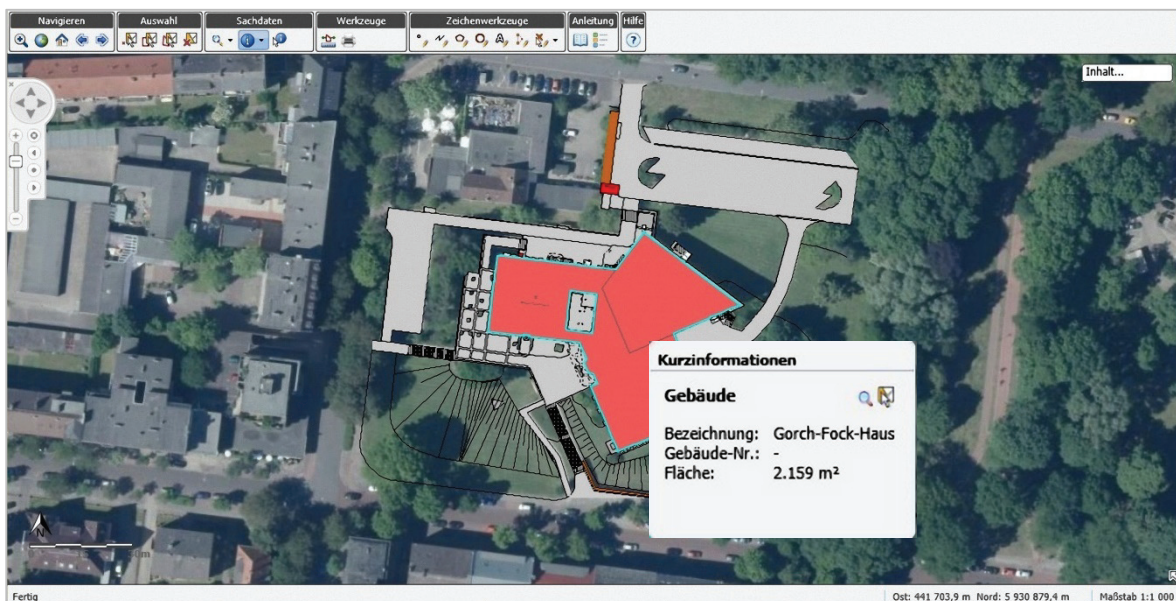 Navigieren
Auswahl
Sachdaten
Werkzeuge
Zeichenwerkzeuge
Anleitung
Hilfe
Inhalt...
Kurzinformationen
Gebäude
Bezeichnung: Gorch-Fock-Haus
Gebäude-Nr.: -
Fläche: 2.159 m²
N
Fertig
Ost: 441 703,9 m Nord: 5 930 879,4 m
Maßstab 1:1 000